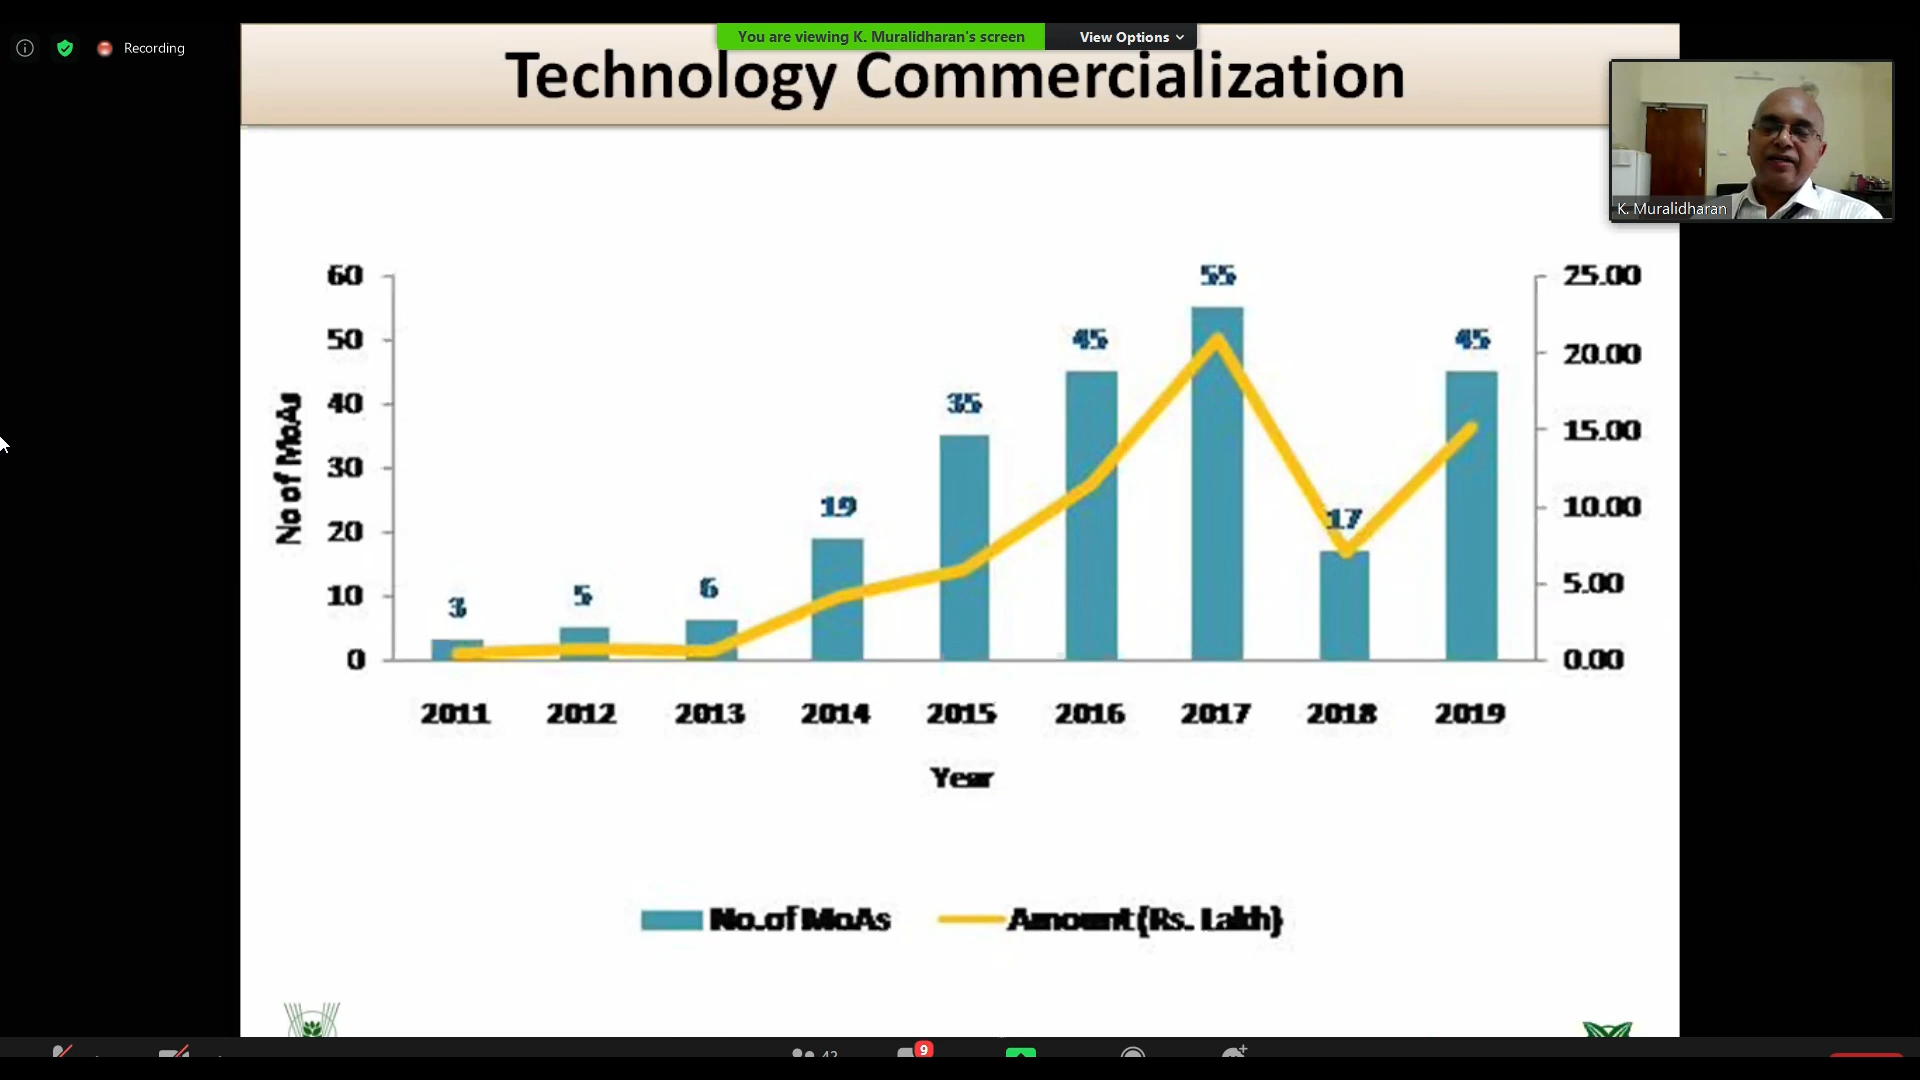 Recording
You are viewing K. Muralidharan's screen
View Options
Technology Commercialization
K. Muralidharan
60
50
40
30
20
10
0
No of MoAs
25.00
20.00
15.00
10.00
5.00
0.00
3
5
6
19
35
45
55
17
45
2011 2012 2013 2014 2015 2016 2017 2018 2019
Year
No.of MoAs
Amount (Rs. Lakh)
9